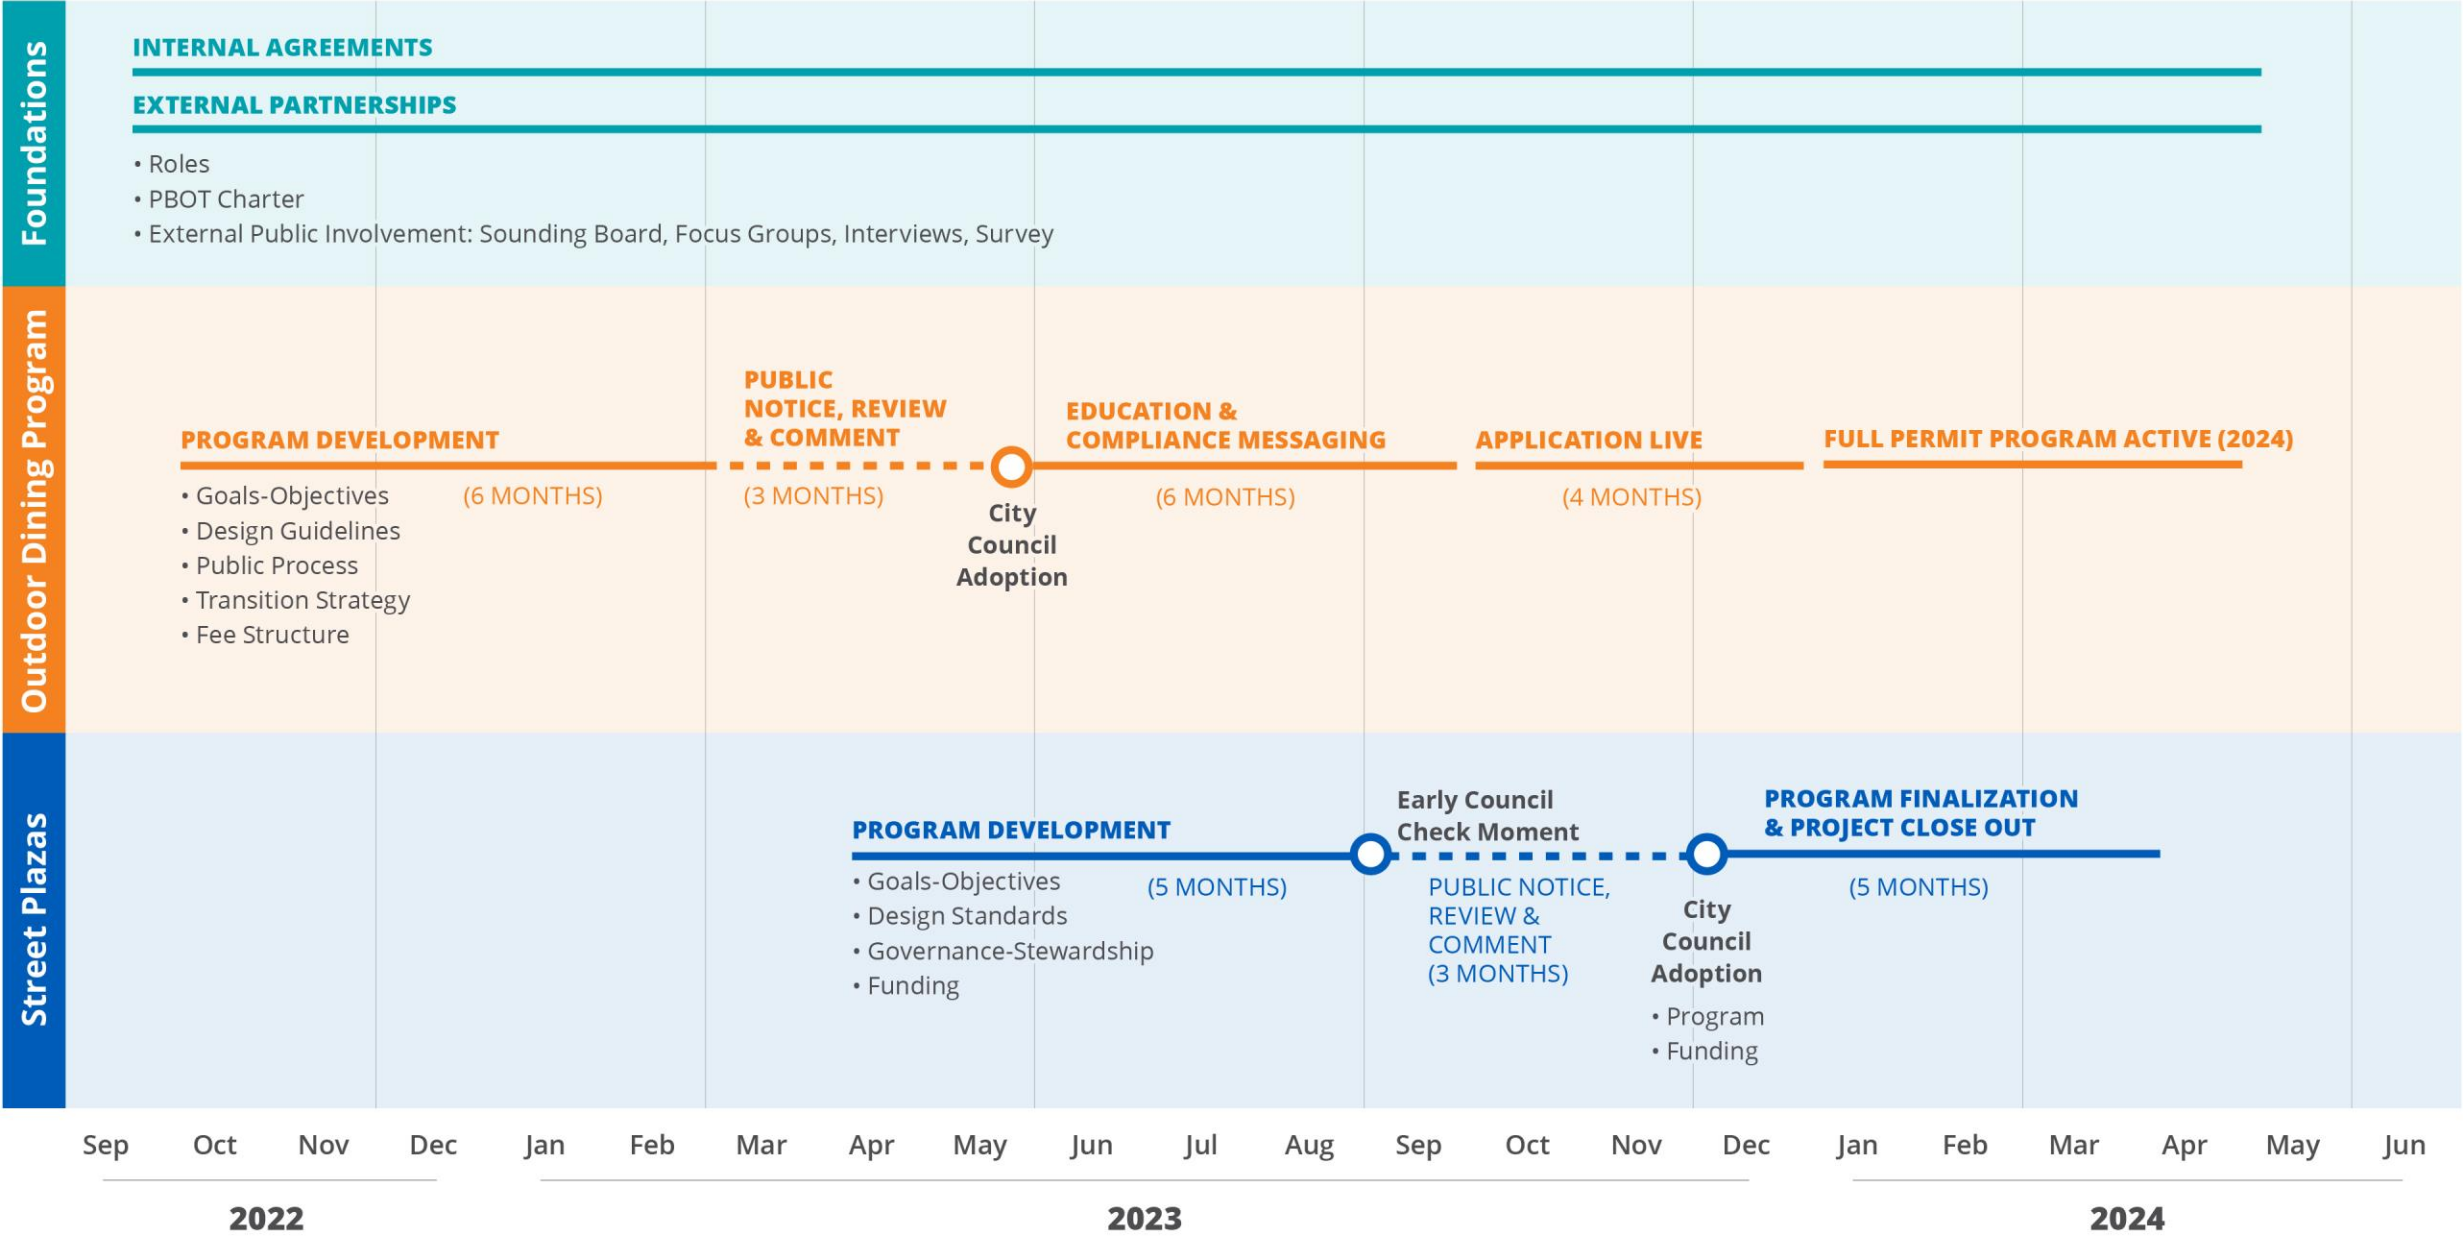 Foundations
INTERNAL AGREEMENTS
EXTERNAL PARTNERSHIPS
• Roles
• PBOT Charter
• External Public Involvement: Sounding Board, Focus Groups, Interviews, Survey
Outdoor Dining Program
PROGRAM DEVELOPMENT
(6 MONTHS)
• Goals-Objectives
• Design Guidelines
• Public Process
• Transition Strategy
• Fee Structure
PUBLIC
NOTICE, REVIEW
& COMMENT
(3 MONTHS)
City
Council
Adoption
EDUCATION &
COMPLIANCE MESSAGING
(6 MONTHS)
APPLICATION LIVE
(4 MONTHS)
FULL PERMIT PROGRAM ACTIVE (2024)
Street Plazas
PROGRAM DEVELOPMENT
(5 MONTHS)
• Goals-Objectives
• Design Standards
• Governance-Stewardship
• Funding
Early Council
Check Moment
PUBLIC NOTICE,
REVIEW &
COMMENT
(3 MONTHS)
City
Council
Adoption
• Program
• Funding
PROGRAM FINALIZATION
& PROJECT CLOSE OUT
(5 MONTHS)
Sep Oct Nov Dec Jan Feb Mar Apr May Jun Jul Aug Sep Oct Nov Dec Jan Feb Mar Apr May Jun
2022 2023 2024